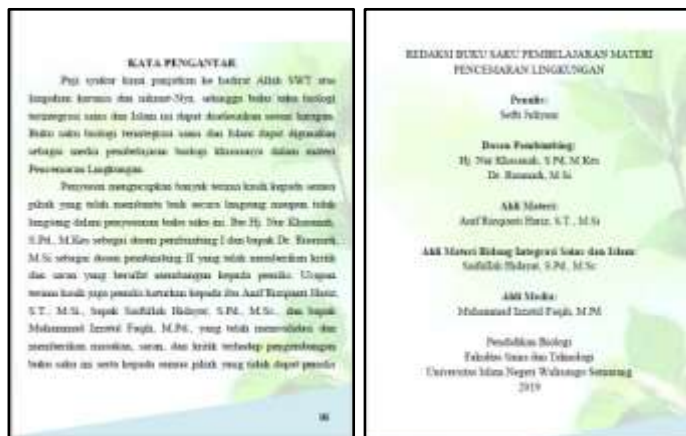 KATA PENGANTAR
Puji syukur kami panjatkan ke hadirat Allah SWT atas
limpahan karunia dan nikmat-Nya, sehingga buku saku biologi
terintegrasi sains dan Islam ini dapat diselesaikan sesuai harapan.
Buku saku biologi terintegrasi sains dan Islam dapat digunakan
sebagai media pembelajaran biologi khususnya dalam materi
Pencemaran Lingkungan.
Penyusun mengucapkan banyak terima kasih kepada semua
pihak yang telah membantu baik secara langsung maupun tidak
langsung dalam penyusunan buku saku ini. Ibu Hj. Nur Khasanah,
S.Pd., M.Kes sebagai dosen pembimbing I dan bapak Dr.
M.Si sebagai dosen pembimbing II yang telah memberikan kritik
dan saran yang bersifat membangun kepada penulis. Ucapan
terima kasih juga penulis haturkan kepada ibu Hariz,
S.T., M.Si., bapak Saifullah Hidayat, S.Pd., M.Sc., dan bapak
Muhammad Izzatul Faqih, M.Pd., yang telah memvalidasi dan
memberikan masukan, saran, dan kritik terhadap pengembangan
buku saku ini serta kepada semua pihak yang tidak dapat penulis
REDAKSI BUKU SAKU PEMBELAJARAN MATERI
PENCEMARAN LINGKUNGAN
Penulis:
Dosen Pembimbing:
Hj. Nur Khasanah, S.Pd, M.Kes
Dr. M.Si
Ahli Materi:
Hariz, S.T., M.Si
Ahli Materi Bidang Integrasi Sains dan Islam:
Saifullah Hidayat, S.Pd., M.Sc
Ahli Media:
Muhammad Izzatul Faqih, M.Pd
Pendidikan Biologi
Fakultas Sains dan Teknologi
Universitas Islam Negeri Walisongo Semarang
2019